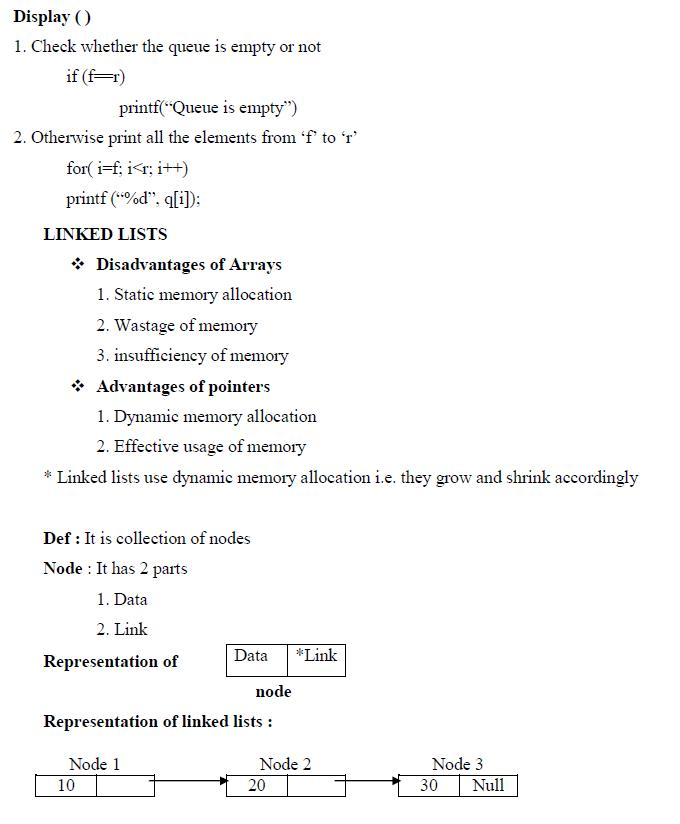 Display ( )
1. Check whether the queue is empty or not
if (f==r)
printf(“Queue is empty”)
2. Otherwise print all the elements from ‘f’ to ‘r’
for( i=f; i<r; i++)
printf (“%d”, q[i]);
LINKED LISTS
❖ Disadvantages of Arrays
1. Static memory allocation
2. Wastage of memory
3. insufficiency of memory
❖ Advantages of pointers
1. Dynamic memory allocation
2. Effective usage of memory
* Linked lists use dynamic memory allocation i.e. they grow and shrink accordingly
Def : It is collection of nodes
Node : It has 2 parts
1. Data
2. Link
Representation of Data *Link
node
Representation of linked lists :
Node 1 Node 2 Node 3
10 20 30 Null